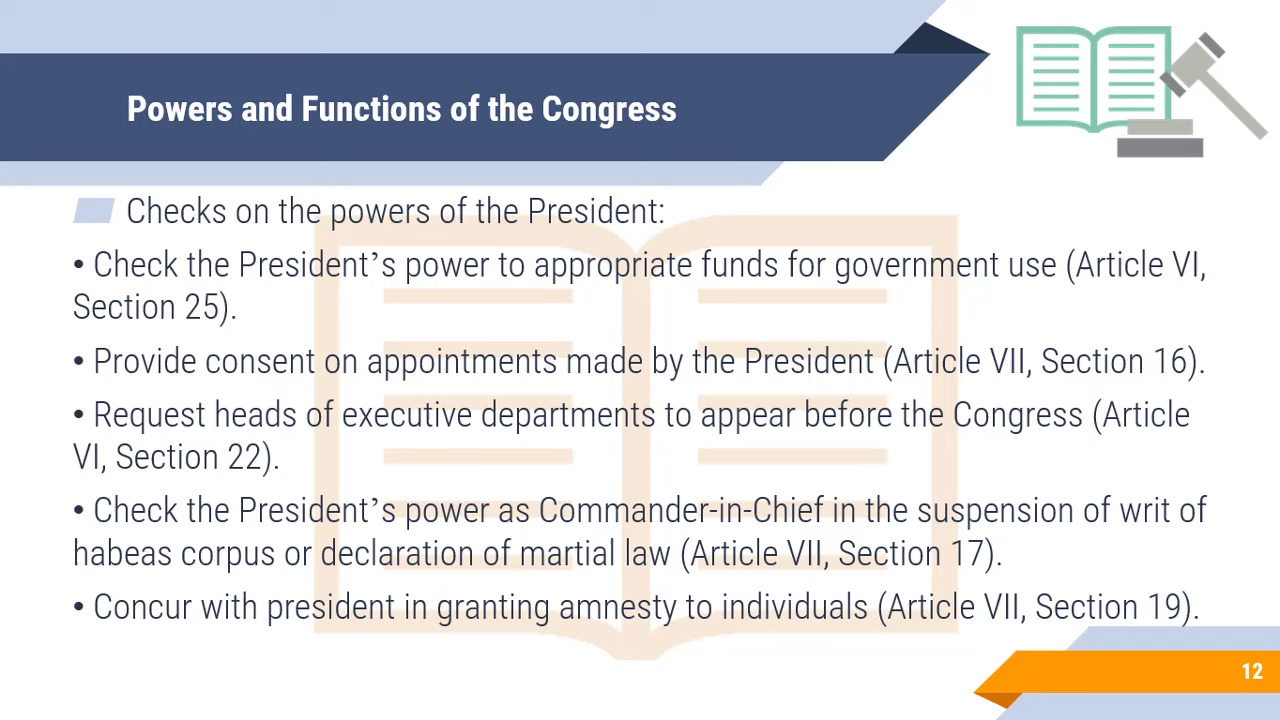 Powers and Functions of the Congress
Checks on the powers of the President:
• Check the President’s power to appropriate funds for government use (Article VI,
Section 25).
• Provide consent on appointments made by the President (Article VII, Section 16).
• Request heads of executive departments to appear before the Congress (Article
VI, Section 22).
• Check the President’s power as Commander-in-Chief in the suspension of writ of
habeas corpus or declaration of martial law (Article VII, Section 17).
• Concur with president in granting amnesty to individuals (Article VII, Section 19).
12